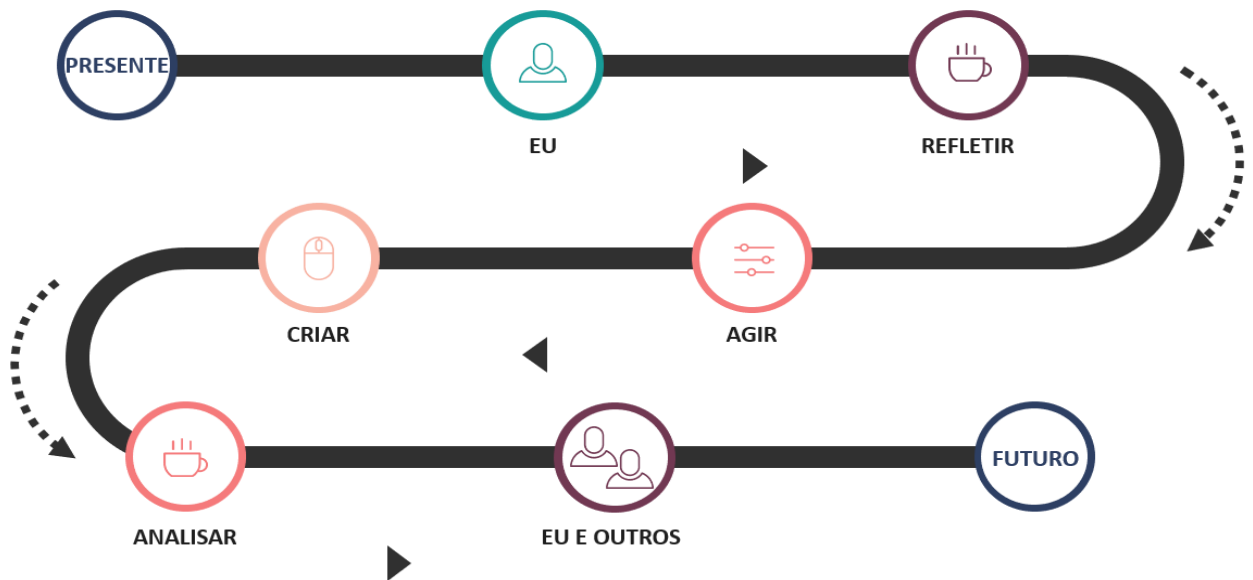 PRESENTE
EU
REFLETIR
AGIR
CRIAR
ANALISAR
EU E OUTROS
FUTURO